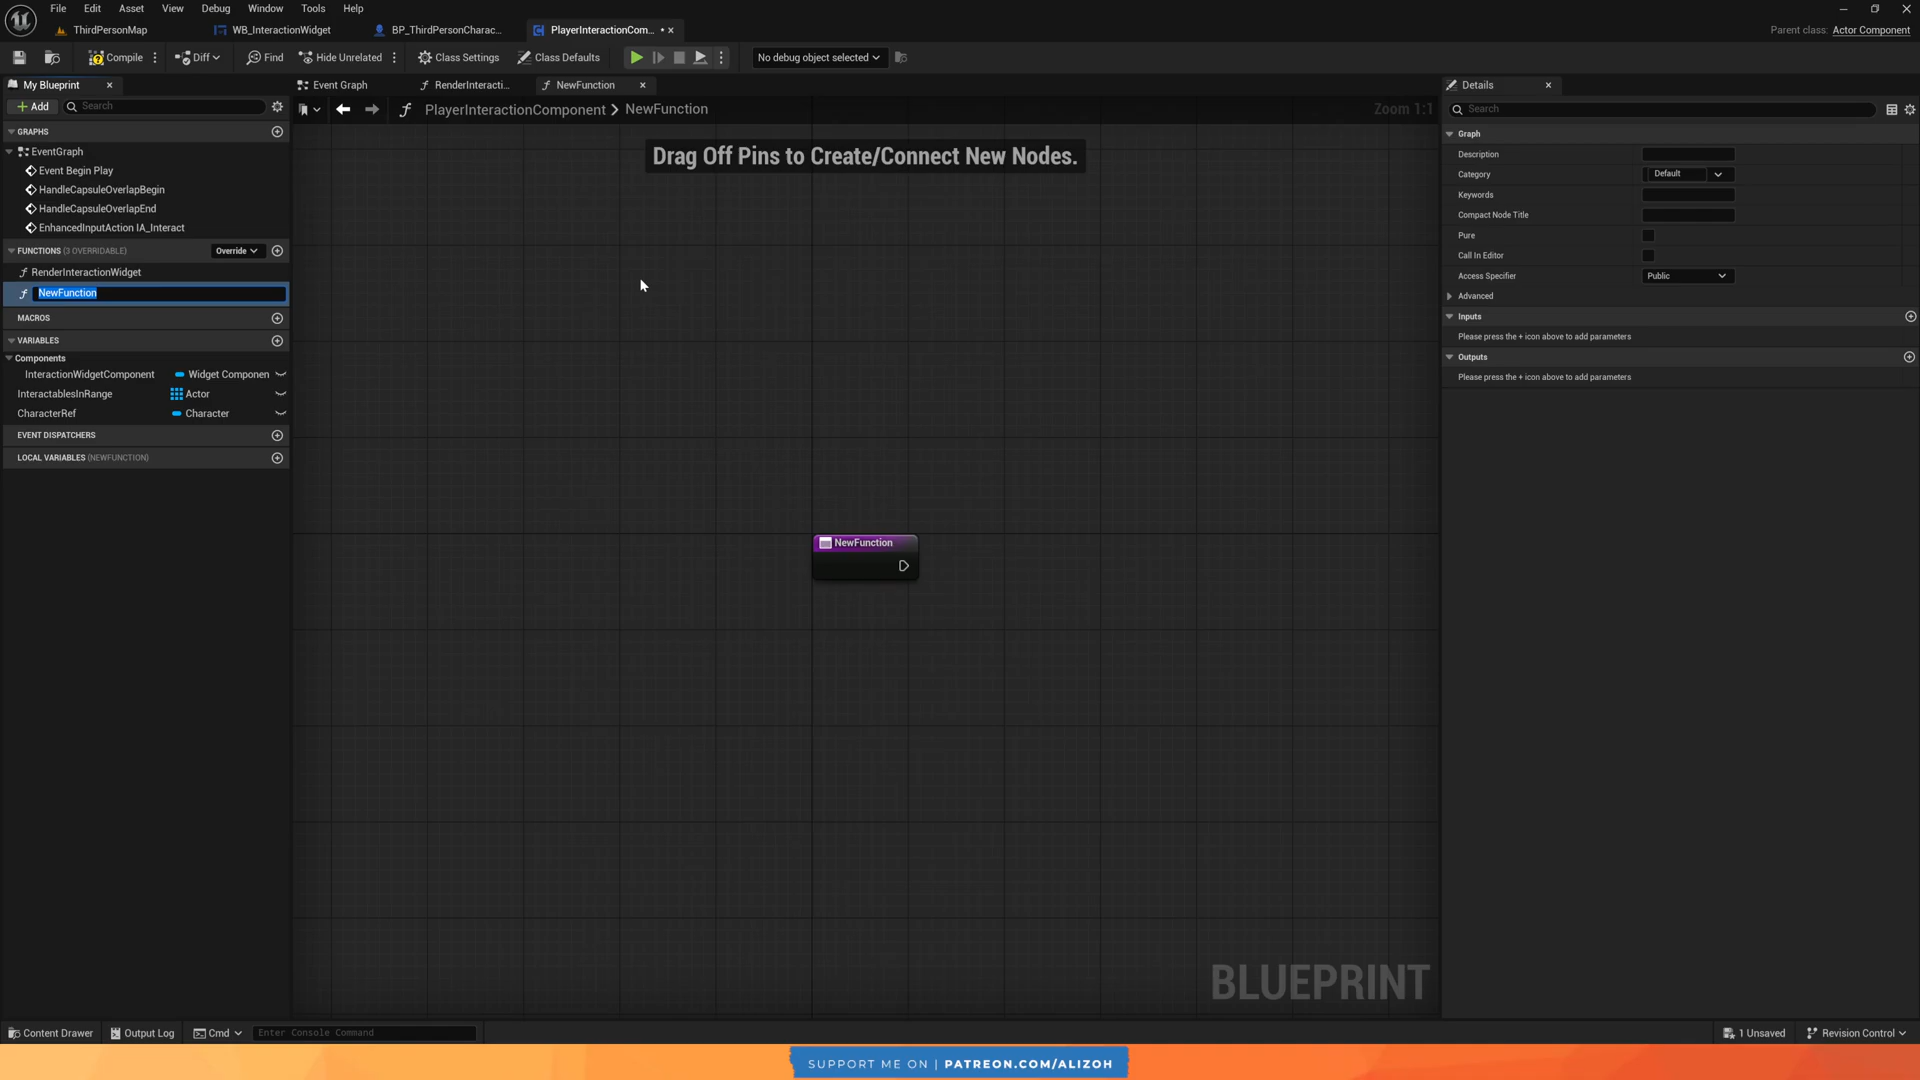 File Edit Asset View Debug Window Tools Help
ThirdPersonMap WB_InteractionWidget BP_ThirdPersonCharac... PlayerInteractionCom... Parent class: Actor Component
Compile Diff Find Hide Unrelated Class Settings Class Defaults No debug object selected
My Blueprint Event Graph RenderInteracti... NewFunction Details
Add Search PlayerInteractionComponent > NewFunction Zoom 1:1 Search
GRAPHS
EventGraph
Event Begin Play
HandleCapsuleOverlapBegin
HandleCapsuleOverlapEnd
EnhancedInputAction IA_Interact
FUNCTIONS (3 OVERRIDABLE) Override
RenderInteractionWidget
NewFunction
MACROS
VARIABLES
Components
InteractionWidgetComponent Widget Componen
InteractablesInRange Actor
CharacterRef Character
EVENT DISPATCHERS
LOCAL VARIABLES (NEWFUNCTION)
Drag Off Pins to Create/Connect New Nodes.
NewFunction
BLUEPRINT
Graph
Description
Category Default
Keywords
Compact Node Title
Pure
Call In Editor
Access Specifier Public
Advanced
Inputs
Please press the + icon above to add parameters
Outputs
Please press the + icon above to add parameters
Content Drawer Output Log Cmd Enter Console Command 1 Unsaved Revision Control
SUPPORT ME ON | PATREON.COM/ALIZOH